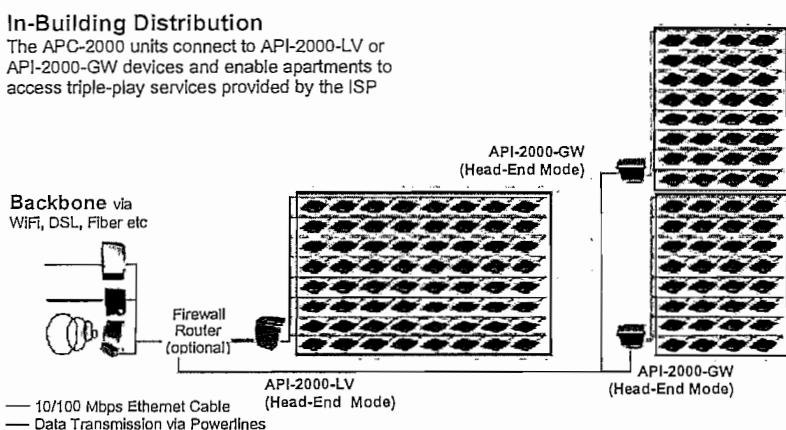 In-Building Distribution
The APC-2000 units connect to API-2000-LV or
API-2000-GW devices and enable apartments to
access triple-play services provided by the ISP
API-2000-GW
(Head-End Mode)
Backbone via
WiFi, DSL, Fiber etc
Firewall
Router
(optional)
API-2000-LV
(Head-End Mode)
API-2000-GW
(Head-End Mode)
10/100 Mbps Ethernet Cable
Data Transmission via Powerlines